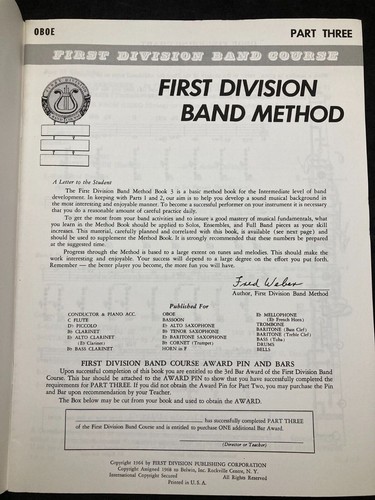 OBOE
PART THREE
FIRST DIVISION BAND COURSE
FIRST DIVISION
BAND METHOD
A Letter to the Student
The First Division Band Method Book 3 is a basic method book for the Intermediate level of band
development. In keeping with Parts 1 and 2, our aim is to help you develop a sound musical background in
the most interesting and enjoyable manner. To become a successful performer on your instrument it is necessary
that you do a reasonable amount of careful practice daily.
To get the most from your band activities and to insure a good mastery of musical fundamentals, what
you learn in the Method Book should be applied to Solos, Ensembles, and Full Band pieces as your skill
increases. This material, carefully planned and correlated with this book, is available (see next page) and
should be used to supplement the Method Book. It is strongly recommended that these numbers be prepared
at the suggested time.
Progress through the Method is based to a large extent on tunes and melodies. This should make the
work interesting and enjoyable. Your success will depend to a large degree on the effort you put forth.
Remember — the better player you become, the more fun you will have.
Fred Weber
Author, First Division Band Method
Published For
CONDUCTOR & PIANO ACC.
C FLUTE
Db PICCOLO
Bb CLARINET
Eb ALTO CLARINET
(Eb Clarinet)
Bb BASS CLARINET
OBOE
BASSOON
Eb ALTO SAXOPHONE
Bb TENOR SAXOPHONE
Eb BARITONE SAXOPHONE
Bb CORNET (Trumpet)
HORN in F
Eb MELLOPHONE
(Eb French Horn)
TROMBONE
BARITONE (Bass Clef)
BARITONE (Treble Clef)
BASS (Tuba)
DRUMS
BELLS
FIRST DIVISION BAND COURSE AWARD PIN AND BARS
Upon successful completion of this book you are entitled to the 3rd Bar Award of the First Division Band
Course. This bar should be attached to the AWARD PIN to show that you have successfully completed the
requirements for PART THREE. If you did not obtain the Award Pin for Part Two, you may purchase the Pin
and Bar upon recommendation by your Teacher.
The Box below may be cut from your book and used to obtain the AWARD.
has successfully completed PART THREE
of the First Division Band Course and is entitled to purchase ONE additional Bar Award.
(Director or Teacher)
Copyright 1964 by FIRST DIVISION PUBLISHING CORPORATION
Copyright Assigned 1968 to Belwin, Inc. Rockville Centre, N. Y.
International Copyright Secured
All Rights Reserved
Printed in U. S. A.